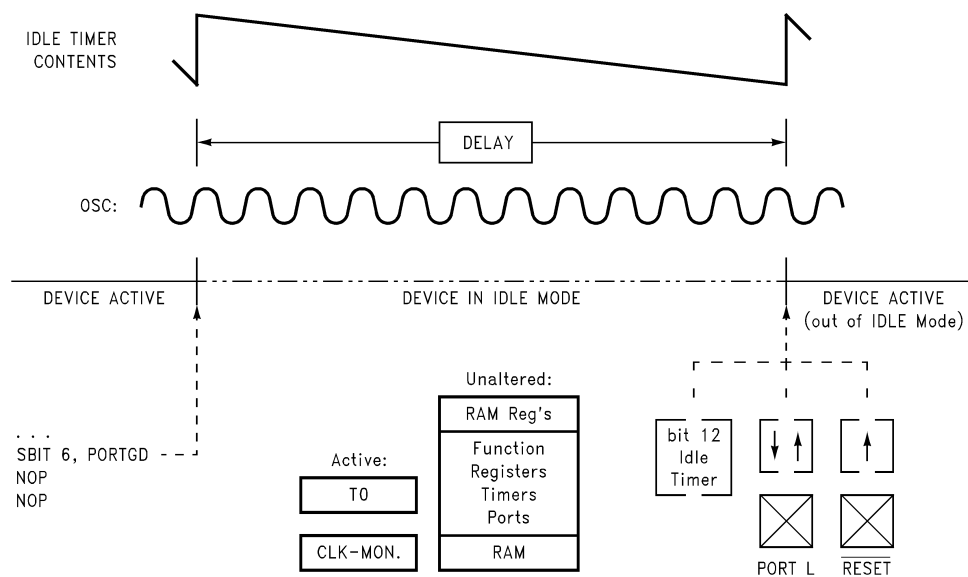 IDLE TIMER
CONTENTS
DELAY
OSC:
DEVICE ACTIVE
DEVICE IN IDLE MODE
DEVICE ACTIVE
(out of IDLE Mode)
. . .
SBIT 6, PORTGD
NOP
NOP
Active:
T0
CLK-MON.
Unaltered:
RAM Reg's
Function
Registers
Timers
Ports
RAM
bit 12
Idle
Timer
PORT L
RESET